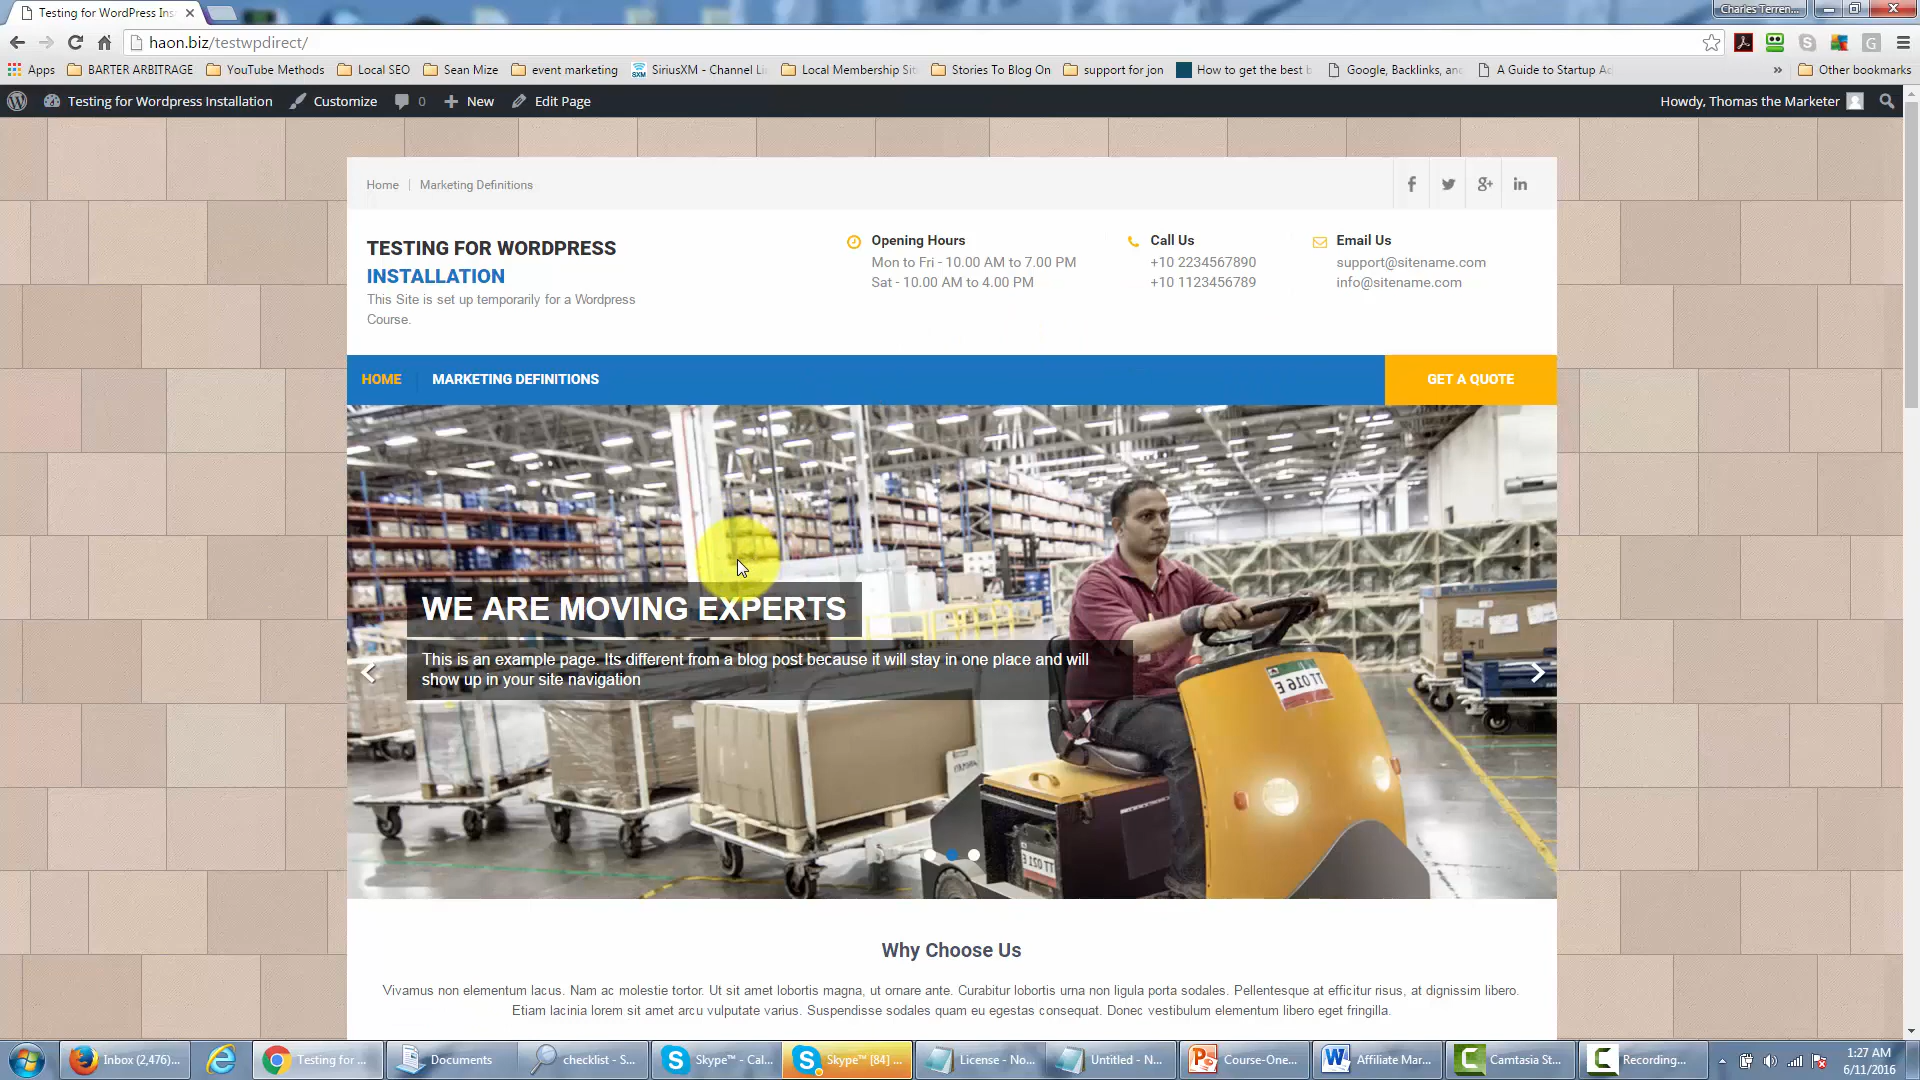 Testing for WordPress Ins
Charles Terren...
haon.biz/testwpdirect/
Apps BARTER ARBITRAGE YouTube Methods Local SEO Sean Mize event marketing SiriusXM - Channel Li Local Membership Sit Stories To Blog On support for jon How to get the best b Google, Backlinks, and A Guide to Startup Ac » Other bookmarks
Testing for Wordpress Installation Customize 0 New Edit Page Howdy, Thomas the Marketer
Home | Marketing Definitions
TESTING FOR WORDPRESS
INSTALLATION
This Site is set up temporarily for a Wordpress
Course.
Opening Hours
Mon to Fri - 10.00 AM to 7.00 PM
Sat - 10.00 AM to 4.00 PM
Call Us
+10 2234567890
+10 1123456789
Email Us
support@sitename.com
info@sitename.com
HOME MARKETING DEFINITIONS GET A QUOTE
WE ARE MOVING EXPERTS
This is an example page. Its different from a blog post because it will stay in one place and will
show up in your site navigation
Why Choose Us
Vivamus non elementum lacus. Nam ac molestie tortor. Ut sit amet lobortis magna, ut ornare ante. Curabitur lobortis urna non ligula porta sodales. Pellentesque at efficitur risus, at dignissim libero.
Etiam lacinia lorem sit amet arcu vulputate varius. Suspendisse sodales quam eu egestas consequat. Donec vestibulum elementum libero eget fringilla.
Inbox (2,476)... Testing for ... Documents checklist - S... Skype™ - Cal... Skype™ [84] ... License - No... Untitled - N... Course-One... Affiliate Mar... Camtasia St... Recording...
1:27 AM
6/11/2016